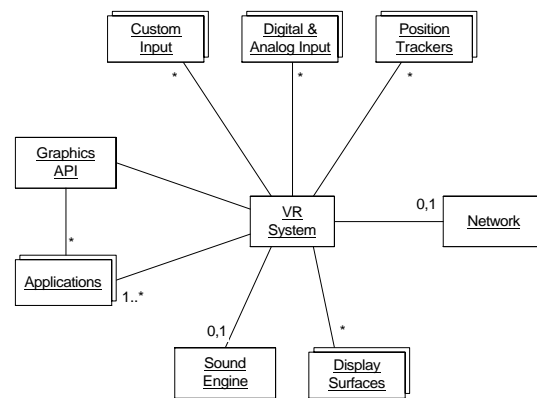 Custom
Input
Digital &
Analog Input
Position
Trackers
*
*
*
Graphics
API
VR
System
0,1
Network
*
Applications
1..*
0,1
*
Sound
Engine
Display
Surfaces